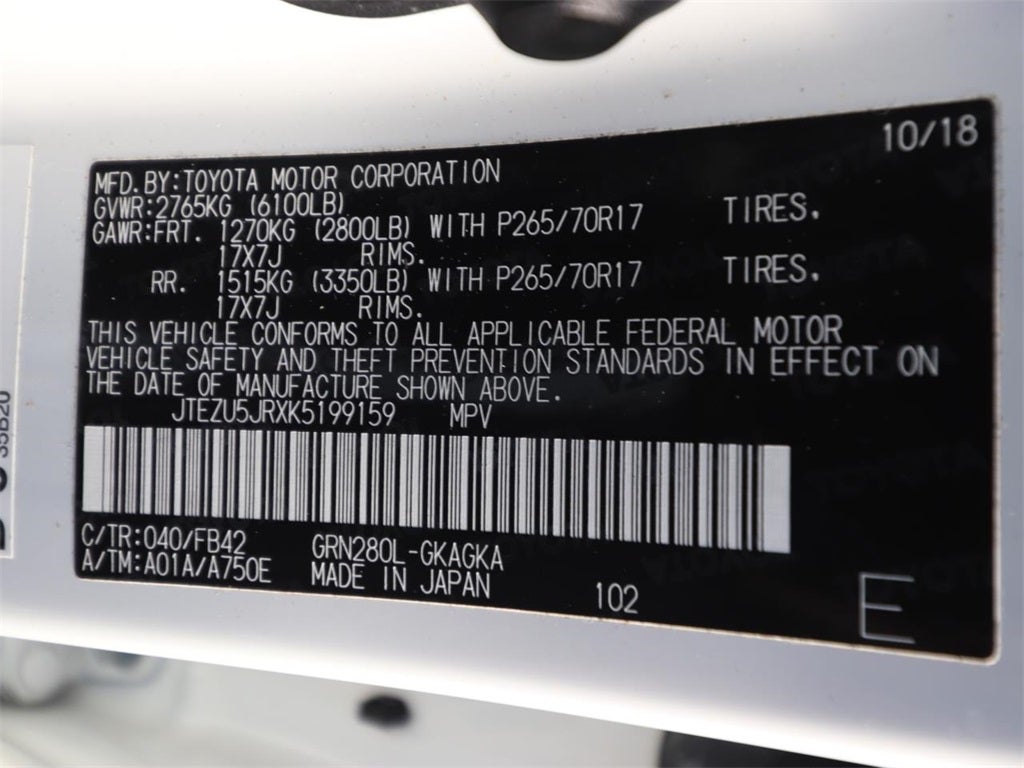 10/18
MFD.BY:TOYOTA MOTOR CORPORATION
GVWR:2765KG (6100LB)
GAWR:FRT. 1270KG (2800LB) WITH P265/70R17 TIRES.
17X7J RIMS.
RR. 1515KG (3350LB) WITH P265/70R17 TIRES.
17X7J RIMS.
THIS VEHICLE CONFORMS TO ALL APPLICABLE FEDERAL MOTOR
VEHICLE SAFETY AND THEFT PREVENTION STANDARDS IN EFFECT ON
THE DATE OF MANUFACTURE SHOWN ABOVE.
JTEZU5JRXK5199159 MPV
C/TR:040/FB42 GRN280L-GKAGKA
A/TM:A01A/A750E MADE IN JAPAN 102
E
35B20